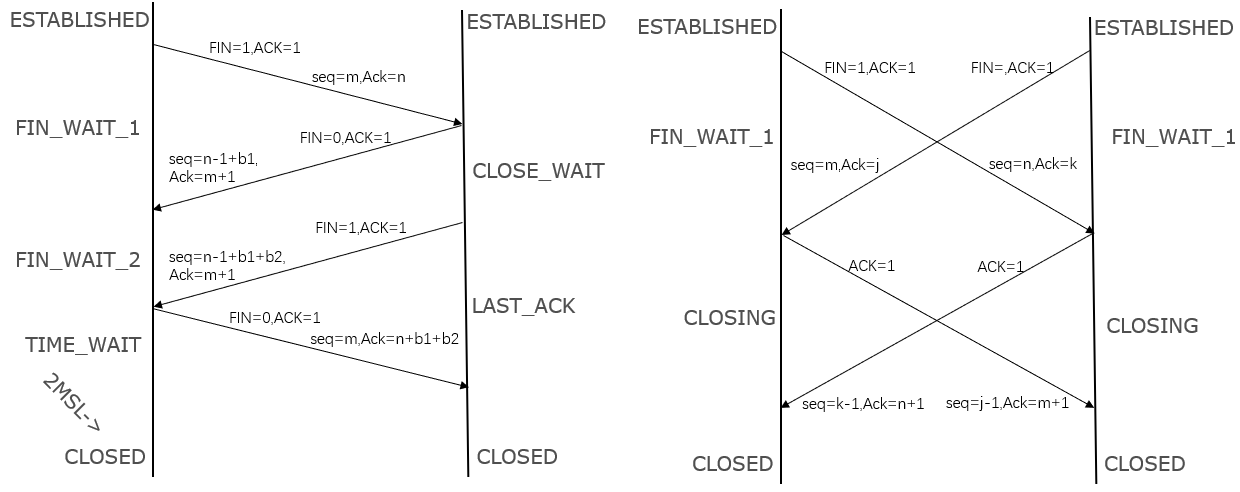 ESTABLISHED
ESTABLISHED
FIN=1,ACK=1
seq=m,Ack=n
FIN_WAIT_1
FIN=0,ACK=1
seq=n-1+b1,
Ack=m+1
CLOSE_WAIT
FIN=1,ACK=1
FIN_WAIT_2
seq=n-1+b1+b2,
Ack=m+1
LAST_ACK
FIN=0,ACK=1
TIME_WAIT
seq=m,Ack=n+b1+b2
2MSL->
CLOSED
CLOSED
ESTABLISHED
ESTABLISHED
FIN=1,ACK=1
FIN=,ACK=1
FIN_WAIT_1
FIN_WAIT_1
seq=m,Ack=j
seq=n,Ack=k
ACK=1
ACK=1
CLOSING
CLOSING
seq=k-1,Ack=n+1
seq=j-1,Ack=m+1
CLOSED
CLOSED